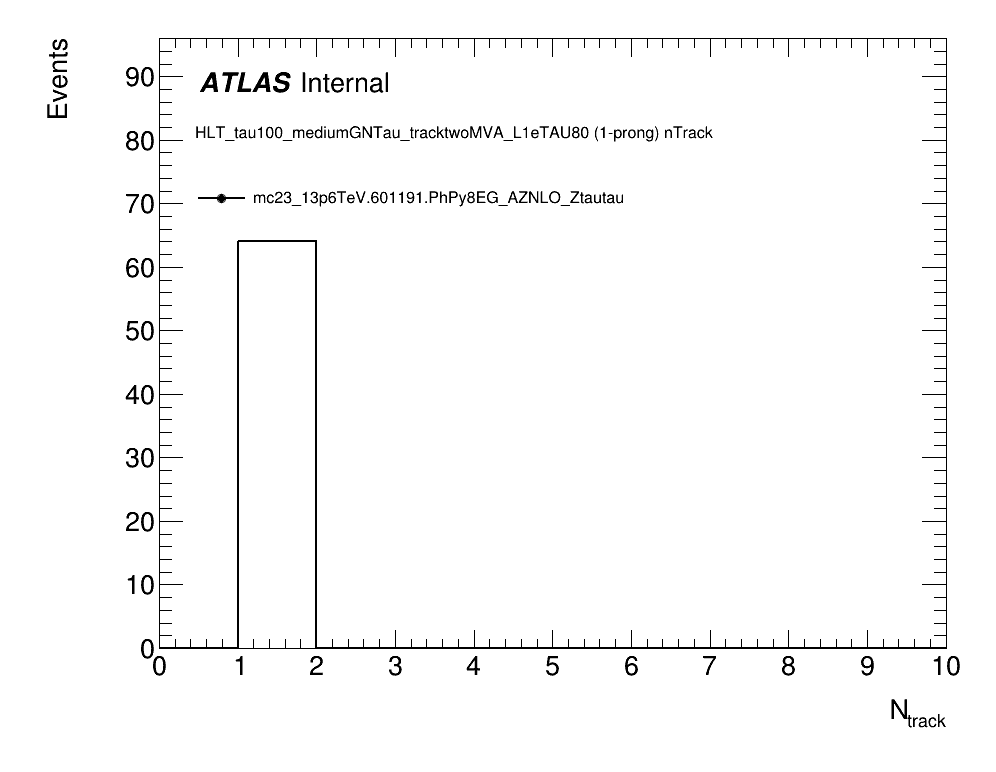 Events
90
80
70
60
50
40
30
20
10
0
ATLAS Internal
HLT_tau100_mediumGNTau_tracktwoMVA_L1eTAU80 (1-prong) nTrack
mc23_13p6TeV.601191.PhPy8EG_AZNLO_Ztautau
0 1 2 3 4 5 6 7 8 9 10
Ntrack